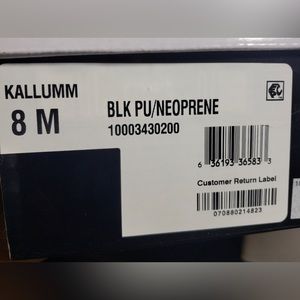 KALLUMM
8 M
BLK PU/NEOPRENE
10003430200
6 36193 36583 3
Customer Return Label
070880214823